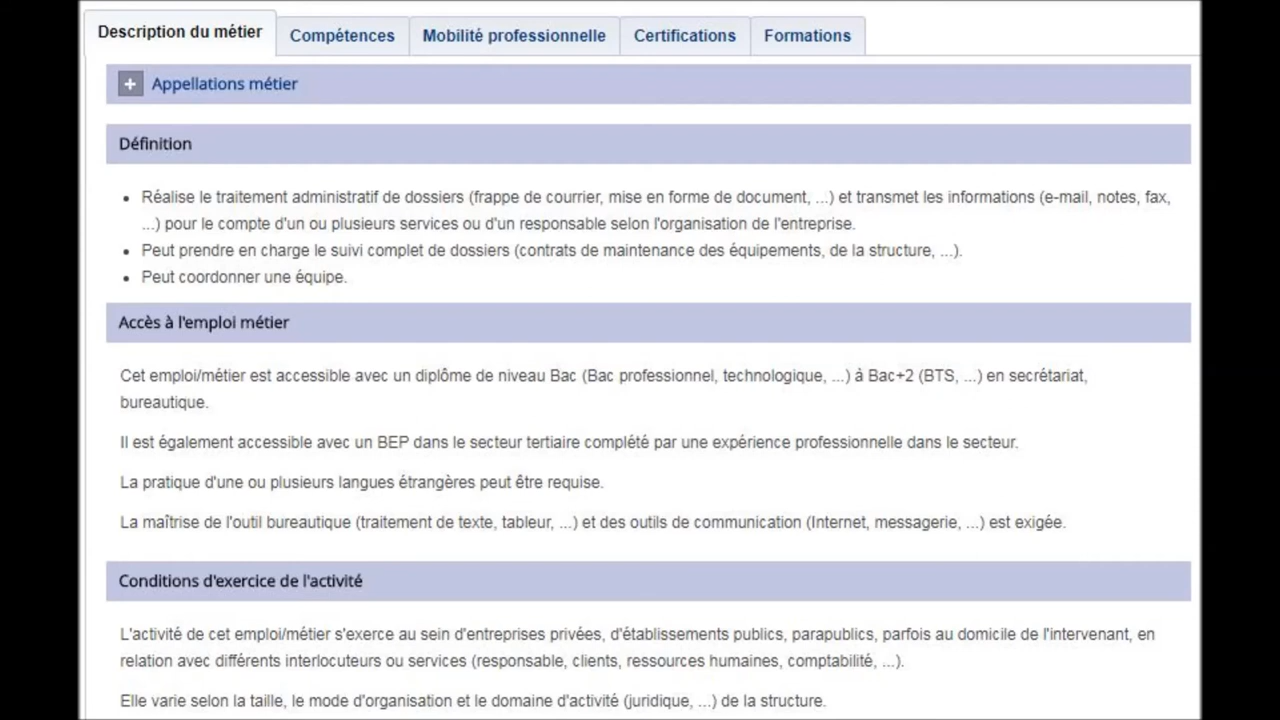 Description du métier
Compétences
Mobilité professionnelle
Certifications
Formations
+ Appellations métier
Définition
• Réalise le traitement administratif de dossiers (frappe de courrier, mise en forme de document, ...) et transmet les informations (e-mail, notes, fax,
...) pour le compte d'un ou plusieurs services ou d'un responsable selon l'organisation de l'entreprise.
• Peut prendre en charge le suivi complet de dossiers (contrats de maintenance des équipements, de la structure, ...).
• Peut coordonner une équipe.
Accès à l'emploi métier
Cet emploi/métier est accessible avec un diplôme de niveau Bac (Bac professionnel, technologique, ...) à Bac+2 (BTS, ...) en secrétariat,
bureautique.
Il est également accessible avec un BEP dans le secteur tertiaire complété par une expérience professionnelle dans le secteur.
La pratique d'une ou plusieurs langues étrangères peut être requise.
La maîtrise de l'outil bureautique (traitement de texte, tableur, ...) et des outils de communication (Internet, messagerie, ...) est exigée.
Conditions d'exercice de l'activité
L'activité de cet emploi/métier s'exerce au sein d'entreprises privées, d'établissements publics, parapublics, parfois au domicile de l'intervenant, en
relation avec différents interlocuteurs ou services (responsable, clients, ressources humaines, comptabilité, ...).
Elle varie selon la taille, le mode d'organisation et le domaine d'activité (juridique, ...) de la structure.